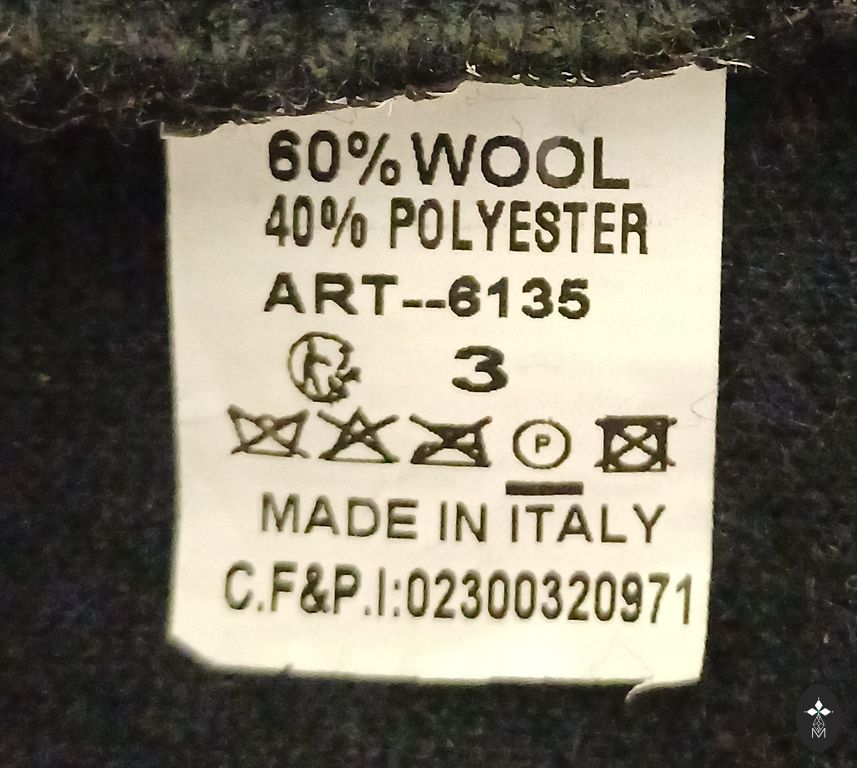 60% WOOL
40% POLYESTER
ART--6135
3
P
MADE IN ITALY
C.F&P.I:02300320971
M